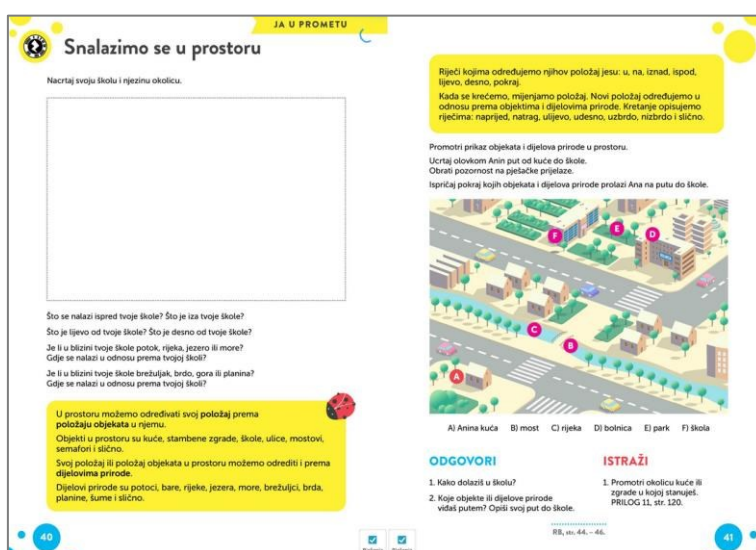 JA U PROMETU
Snalazimo se u prostoru
Nacrtaj svoju školu i njezinu okolicu.
Što se nalazi ispred tvoje škole? Što je iza tvoje škole?
Što je lijevo od tvoje škole? Što je desno od tvoje škole?
Je li u blizini tvoje škole potok, rijeka, jezero ili more?
Gdje se nalazi u odnosu prema tvojoj školi?
Je li u blizini tvoje škole brežuljak, brdo, gora ili planina?
Gdje se nalazi u odnosu prema tvojoj školi?
U prostoru možemo određivati svoj položaj prema
položaju objekata u njemu.
Objekti u prostoru su kuće, stambene zgrade, škole, ulice, mostovi,
semafori i slično.
Svoj položaj ili položaj objekata u prostoru možemo odrediti i prema
dijelovima prirode.
Dijelovi prirode su potoci, bare, rijeke, jezera, more, brežuljci, brda,
planine, šume i slično.
40
Riječi kojima određujemo njihov položaj jesu: u, na, iznad, ispod,
lijevo, desno, pokraj.
Kada se krećemo, mijenjamo položaj. Novi položaj određujemo u
odnosu prema objektima i dijelovima prirode. Kretanje opisujemo
riječima: naprijed, natrag, ulijevo, udesno, uzbrdo, nizbrdo i slično.
Promotri prikaz objekata i dijelova prirode u prostoru.
Ucrtaj olovkom Anin put od kuće do škole.
Obrati pozornost na pješačke prijelaze.
Ispričaj pokraj kojih objekata i dijelova prirode prolazi Ana na putu do škole.
F
E
D
C
B
A
A) Anina kuća B) most C) rijeka D) bolnica E) park F) škola
ODGOVORI
1. Kako dolaziš u školu?
2. Koje objekte ili dijelove prirode
viđaš putem? Opiši svoj put do škole.
ISTRAŽI
1. Promotri okolicu kuće ili
zgrade u kojoj stanuješ.
PRILOG 11, str. 120.
RB, str. 44. – 46.
41